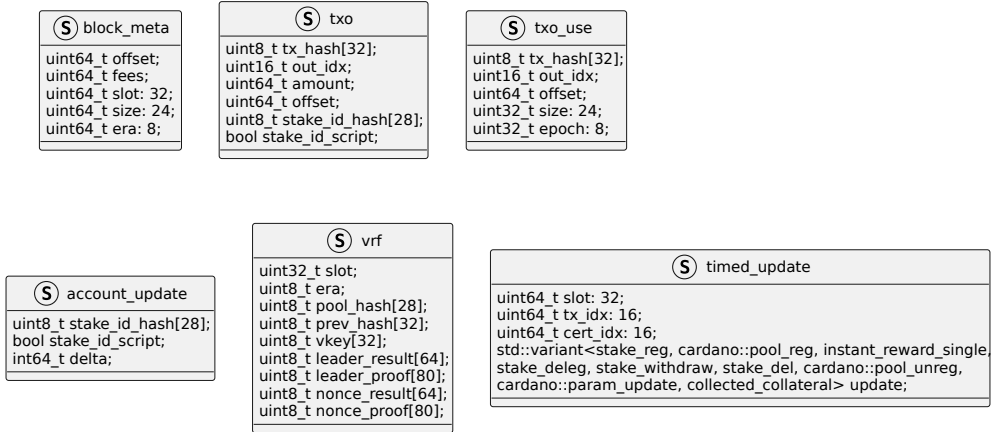 S block_meta
uint64_t offset;
uint64_t fees;
uint64_t slot: 32;
uint64_t size: 24;
uint64_t era: 8;
S txo
uint8_t tx_hash[32];
uint16_t out_idx;
uint64_t amount;
uint64_t offset;
uint8_t stake_id_hash[28];
bool stake_id_script;
S txo_use
uint8_t tx_hash[32];
uint16_t out_idx;
uint64_t offset;
uint32_t size: 24;
uint32_t epoch: 8;
S account_update
uint8_t stake_id_hash[28];
bool stake_id_script;
int64_t delta;
S vrf
uint32_t slot;
uint8_t era;
uint8_t pool_hash[28];
uint8_t prev_hash[32];
uint8_t vkey[32];
uint8_t leader_result[64];
uint8_t leader_proof[80];
uint8_t nonce_result[64];
uint8_t nonce_proof[80];
S timed_update
uint64_t slot: 32;
uint64_t tx_idx: 16;
uint64_t cert_idx: 16;
std::variant<stake_reg, cardano::pool_reg, instant_reward_single,
stake_deleg, stake_withdraw, stake_del, cardano::pool_unreg,
cardano::param_update, collected_collateral> update;